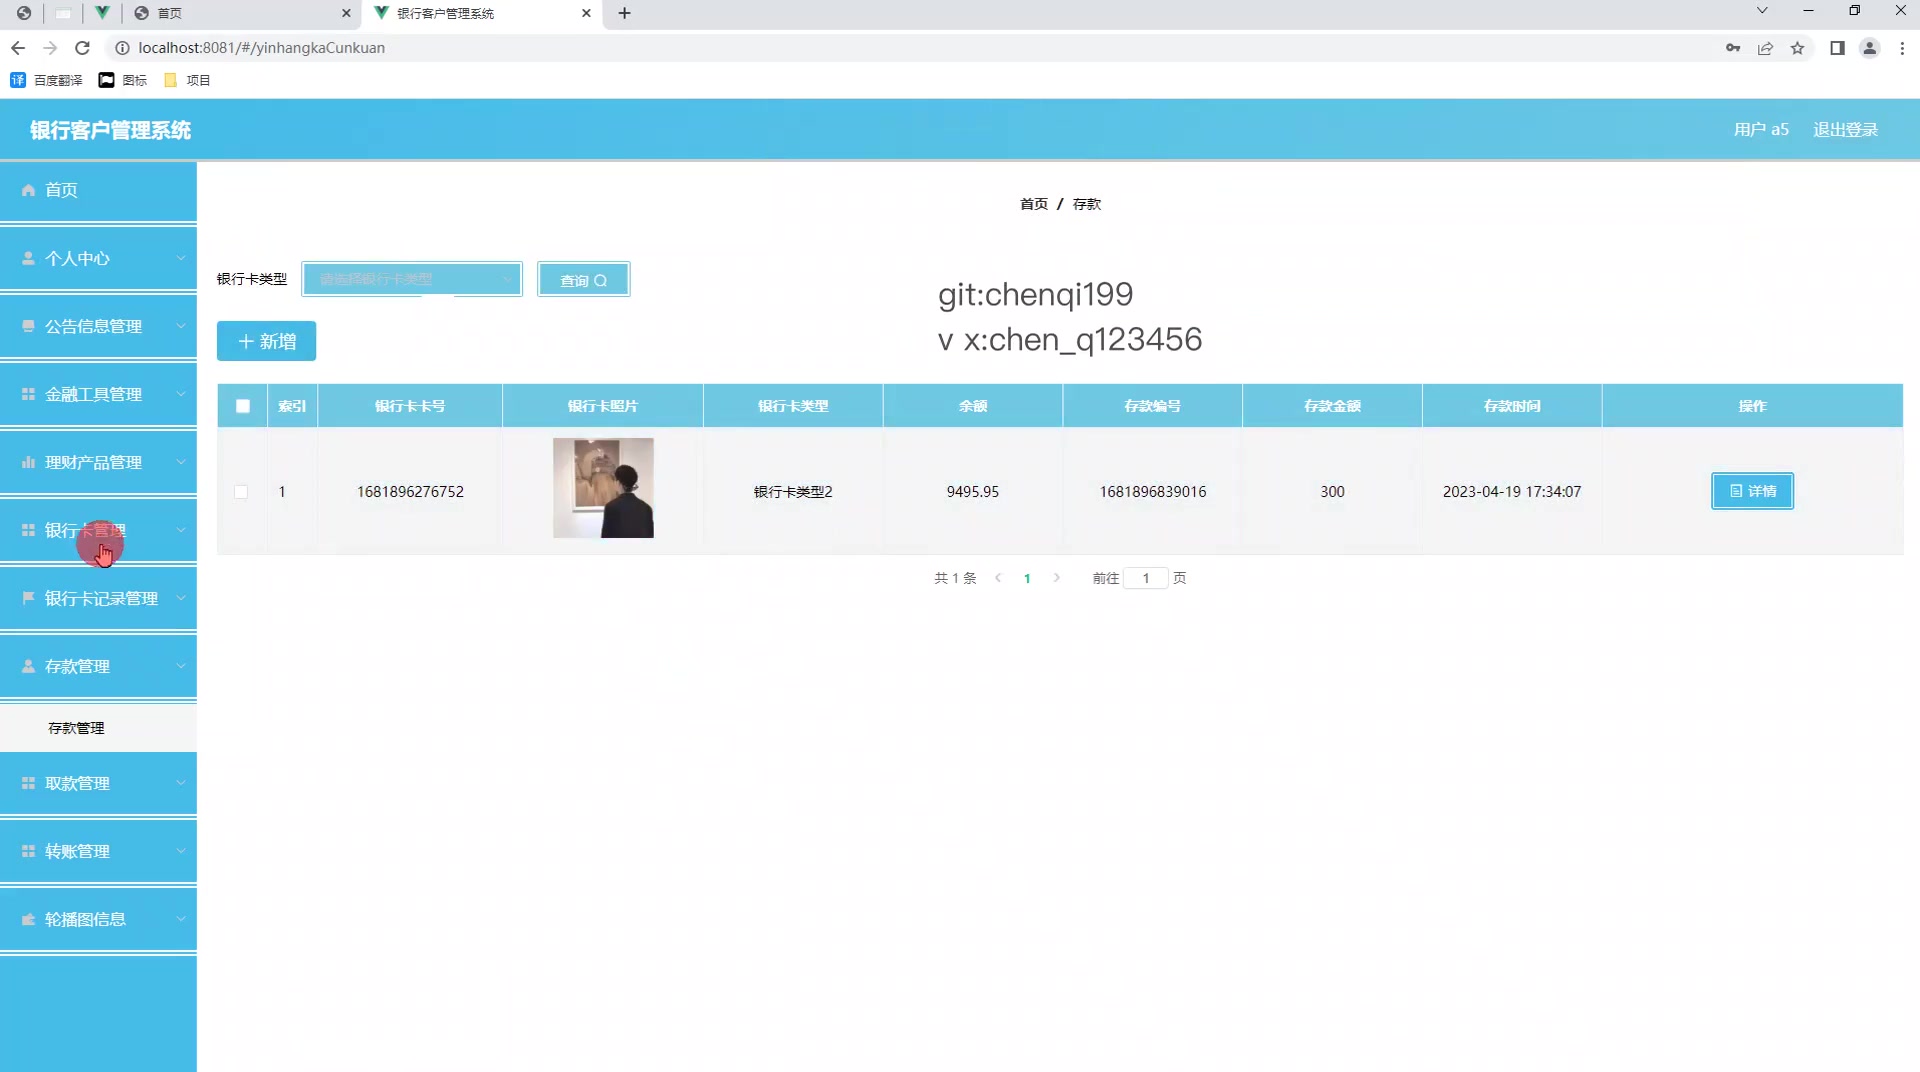 首页
银行客户管理系统
localhost:8081/#/yinhangkaCunkuan
百度翻译 图标 项目
银行客户管理系统
用户 a5 退出登录
首页
个人中心
公告信息管理
金融工具管理
理财产品管理
银行卡管理
银行卡记录管理
存款管理
存款管理
取款管理
转账管理
轮播图信息
首页 / 存款
银行卡类型 请选择银行卡类型 查询
git:chenqi199
v x:chen_q123456
+ 新增
索引 银行卡卡号 银行卡照片 银行卡类型 余额 存款编号 存款金额 存款时间 操作
1 1681896276752 银行卡类型2 9495.95 1681896839016 300 2023-04-19 17:34:07 详情
共 1 条 1 前往 1 页